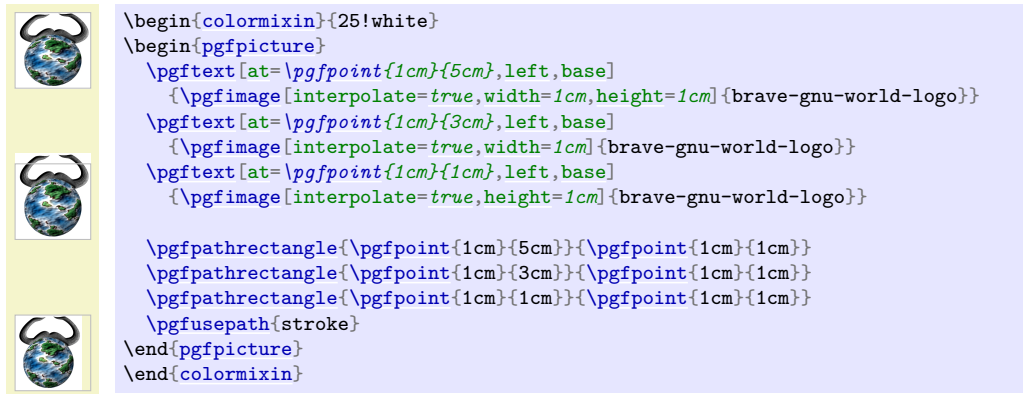 \begin{colormixin}{25!white}
\begin{pgfpicture}
  \pgftext[at=\pgfpoint{1cm}{5cm},left,base]
    {\pgfimage[interpolate=true,width=1cm,height=1cm]{brave-gnu-world-logo}}
  \pgftext[at=\pgfpoint{1cm}{3cm},left,base]
    {\pgfimage[interpolate=true,width=1cm]{brave-gnu-world-logo}}
  \pgftext[at=\pgfpoint{1cm}{1cm},left,base]
    {\pgfimage[interpolate=true,height=1cm]{brave-gnu-world-logo}}

  \pgfpathrectangle{\pgfpoint{1cm}{5cm}}{\pgfpoint{1cm}{1cm}}
  \pgfpathrectangle{\pgfpoint{1cm}{3cm}}{\pgfpoint{1cm}{1cm}}
  \pgfpathrectangle{\pgfpoint{1cm}{1cm}}{\pgfpoint{1cm}{1cm}}
  \pgfusepath{stroke}
\end{pgfpicture}
\end{colormixin}